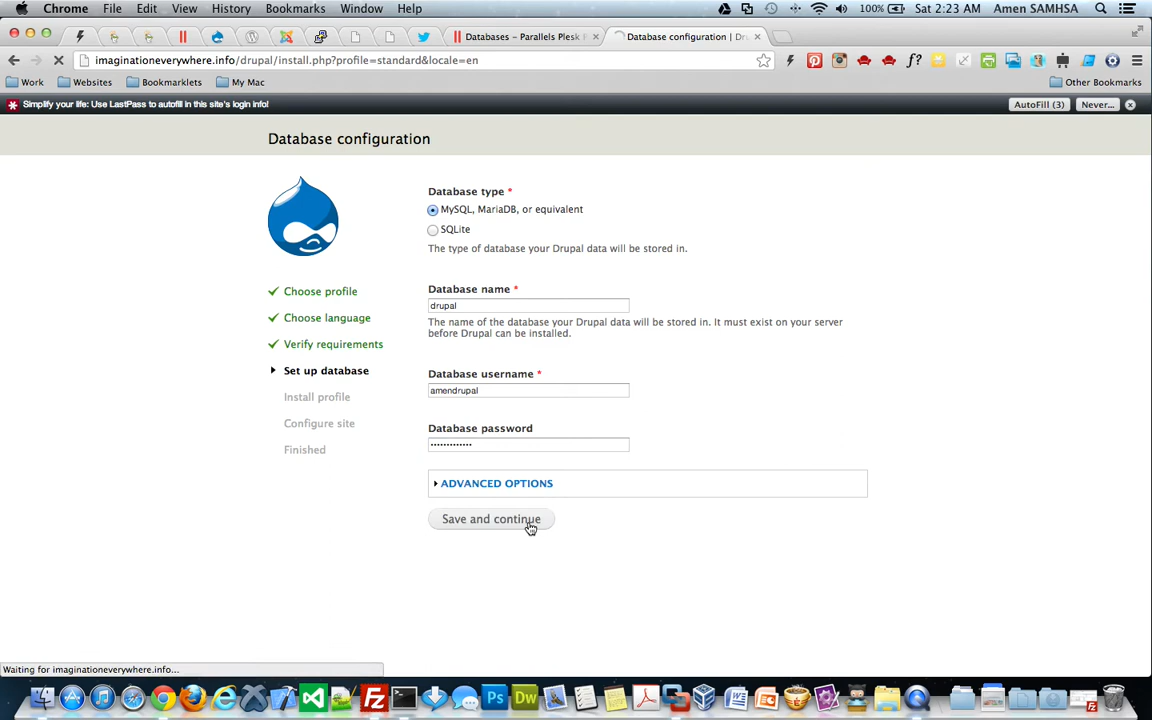 Chrome File Edit View History Bookmarks Window Help 100% Sat 2:23 AM Amen SAMHSA
Databases – Parallels Plesk P Database configuration | Dru
imaginationeverywhere.info/drupal/install.php?profile=standard&locale=en
Work Websites Bookmarklets My Mac Other Bookmarks
Simplify your life: Use LastPass to autofill in this site's login info! AutoFill (3) Never...
Database configuration
Database type *
MySQL, MariaDB, or equivalent
SQLite
The type of database your Drupal data will be stored in.
Database name *
drupal
The name of the database your Drupal data will be stored in. It must exist on your server
before Drupal can be installed.
Database username *
amendrupal
Database password
•••••••••••••
ADVANCED OPTIONS
Save and continue
Choose profile
Choose language
Verify requirements
Set up database
Install profile
Configure site
Finished
Waiting for imaginationeverywhere.info...
Ps Dw